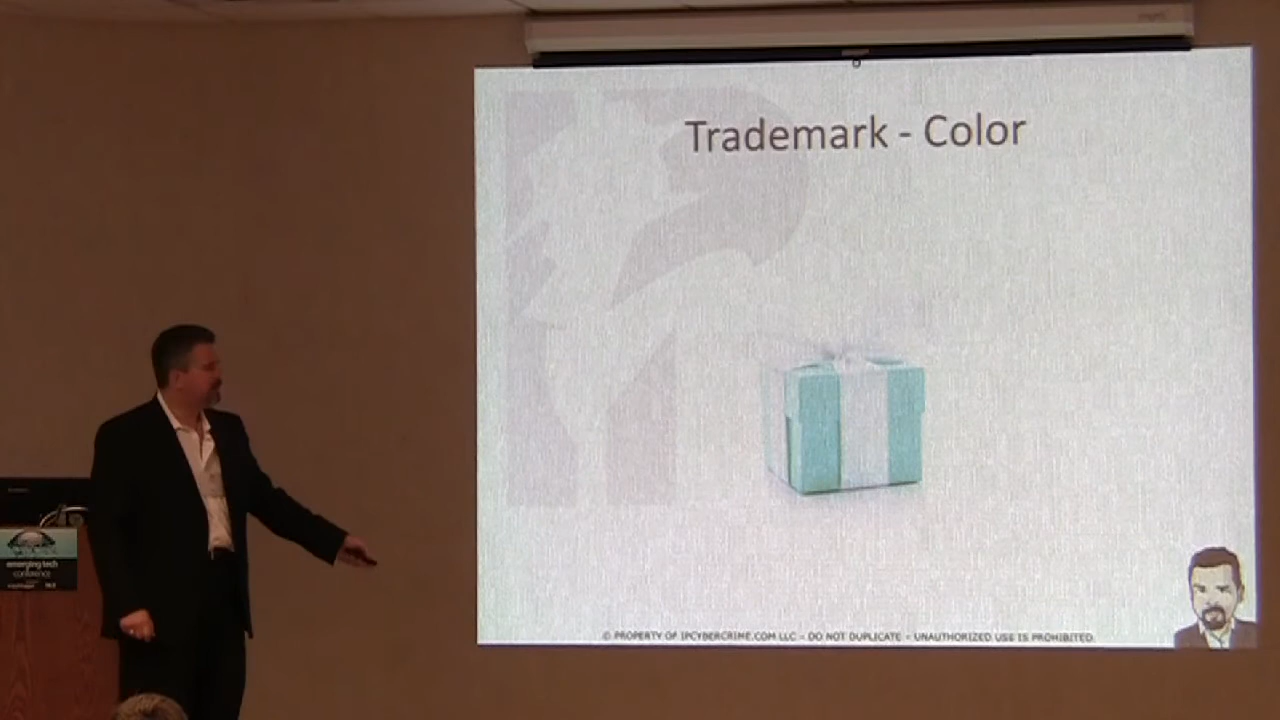 Trademark - Color
emerging tech
conference
© PROPERTY OF IPCYBERCRIME.COM LLC - DO NOT DUPLICATE - UNAUTHORIZED USE IS PROHIBITED